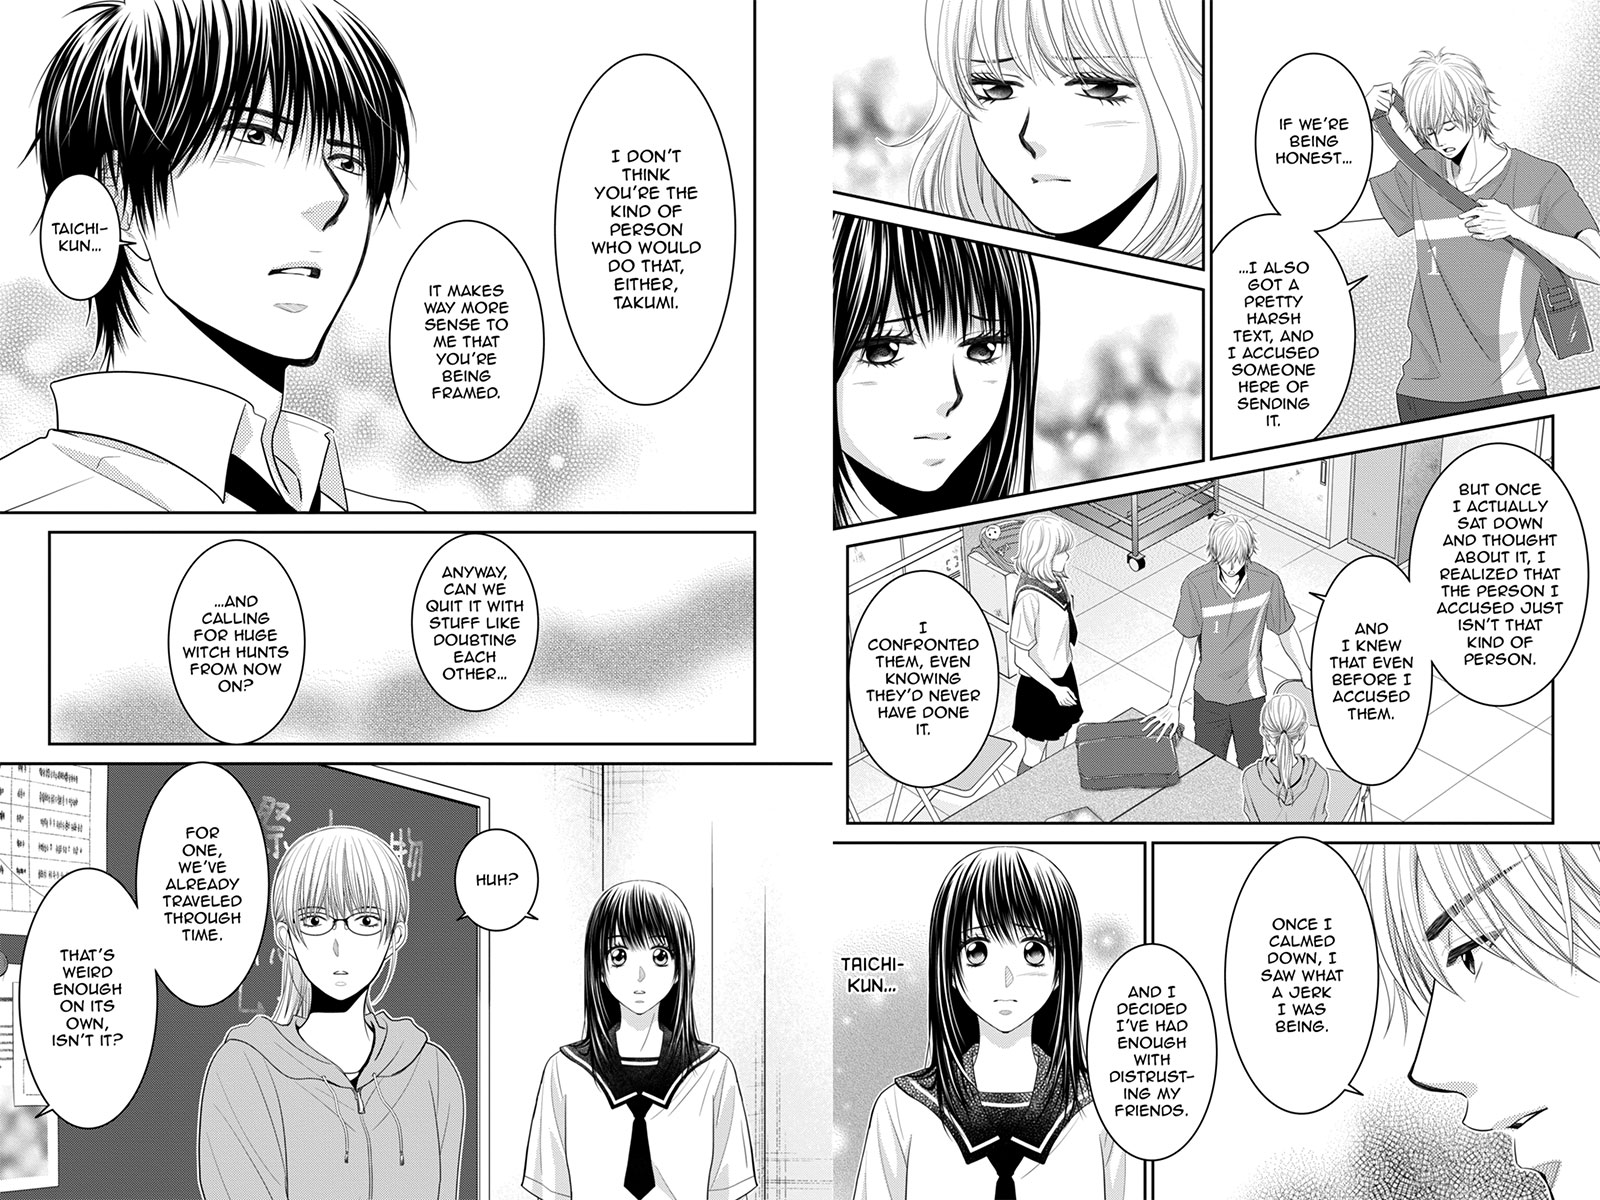 IF WE'RE
BEING
HONEST...
...I ALSO
GOT A
PRETTY
HARSH
TEXT, AND
I ACCUSED
SOMEONE
HERE OF
SENDING
IT.
1
BUT ONCE
I ACTUALLY
SAT DOWN
AND THOUGHT
ABOUT IT, I
REALIZED THAT
THE PERSON I
ACCUSED JUST
ISN'T THAT
KIND OF
PERSON.
AND
I KNEW
THAT EVEN
BEFORE I
ACCUSED
THEM.
1
I
CONFRONTED
THEM, EVEN
KNOWING
THEY'D NEVER
HAVE DONE
IT.
ONCE I
CALMED
DOWN, I
SAW WHAT
A JERK
I WAS
BEING.
AND I
DECIDED
I'VE HAD
ENOUGH
WITH
DISTRUST-
ING MY
FRIENDS.
TAICHI-
KUN...
I DON'T
THINK
YOU'RE THE
KIND OF
PERSON
WHO WOULD
DO THAT,
EITHER,
TAKUMI.
IT MAKES
WAY MORE
SENSE TO
ME THAT
YOU'RE
BEING
FRAMED.
TAICHI-
KUN...
ANYWAY,
CAN WE
QUIT IT WITH
STUFF LIKE
DOUBTING
EACH
OTHER...
...AND
CALLING
FOR HUGE
WITCH HUNTS
FROM NOW
ON?
HUH?
FOR
ONE,
WE'VE
ALREADY
TRAVELED
THROUGH
TIME.
THAT'S
WEIRD
ENOUGH
ON ITS
OWN,
ISN'T IT?
祭
物